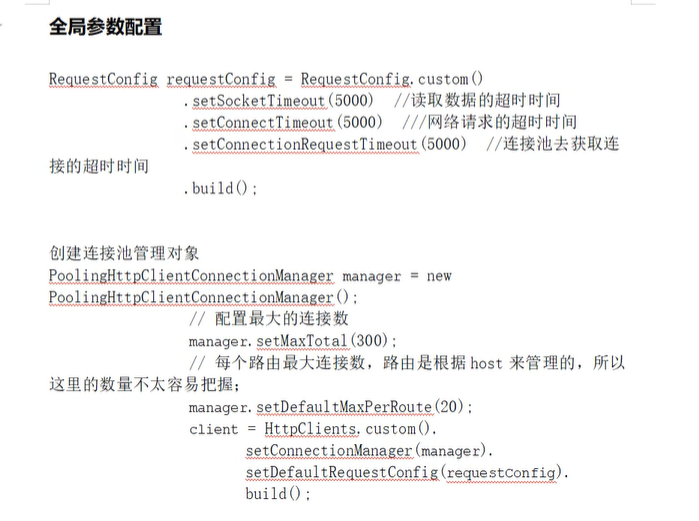 全局参数配置
RequestConfig requestConfig = RequestConfig.custom()
.setSocketTimeout(5000) //读取数据的超时时间
.setConnectTimeout(5000) ///网络请求的超时时间
.setConnectionRequestTimeout(5000) //连接池去获取连
接的超时时间
.build();
创建连接池管理对象
PoolingHttpClientConnectionManager manager = new
PoolingHttpClientConnectionManager();
// 配置最大的连接数
manager.setMaxTotal(300);
// 每个路由最大连接数，路由是根据 host 来管理的，所以
这里的数量不太容易把握；
manager.setDefaultMaxPerRoute(20);
client = HttpClients.custom().
setConnectionManager(manager).
setDefaultRequestConfig(requestConfig).
build();